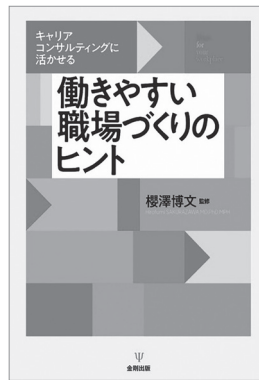 キャリア
コンサルティングに
活かせる
働きやすい
職場づくりの
ヒント
櫻澤博文 監修
金剛出版